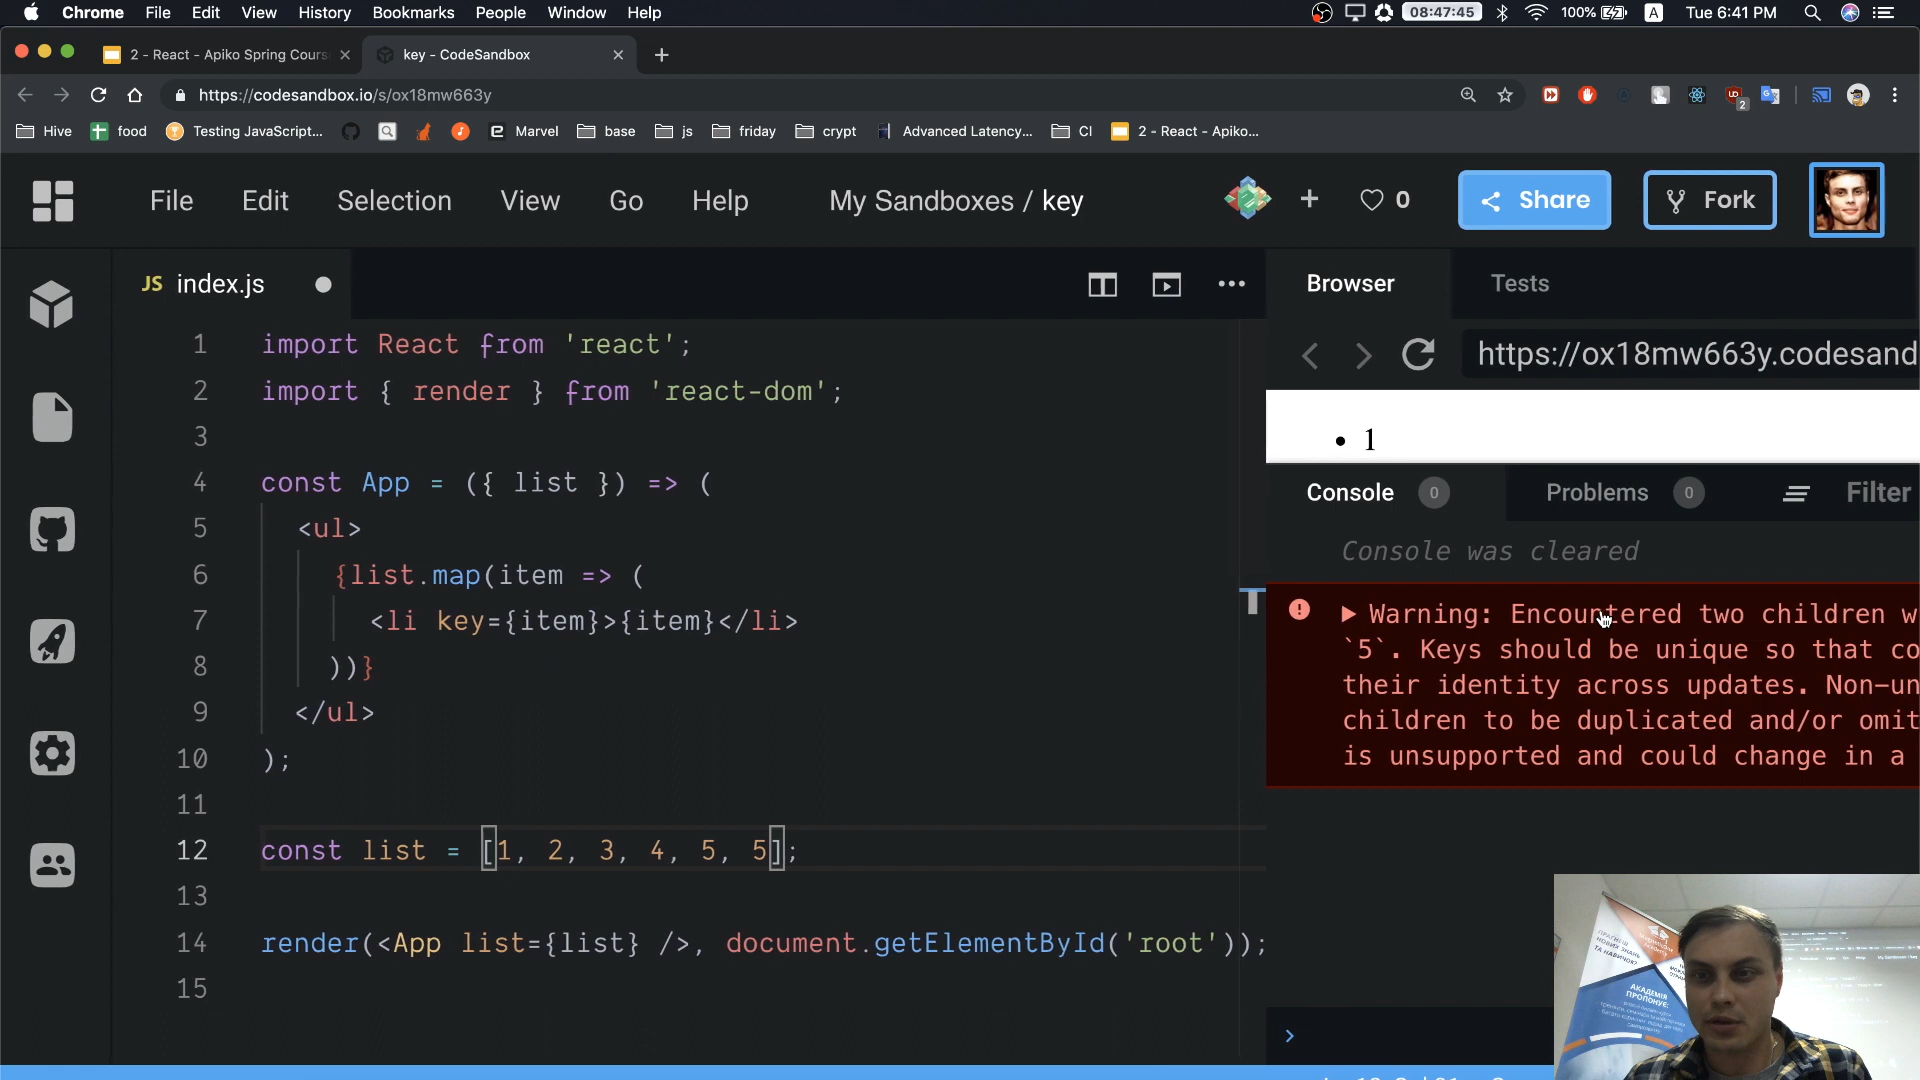 Chrome File Edit View History Bookmarks People Window Help 08:47:45 100% A Tue 6:41 PM
2 - React - Apiko Spring Cours key - CodeSandbox
https://codesandbox.io/s/ox18mw663y
2
Hive food Testing JavaScript... Marvel base js friday crypt Advanced Latency... CI 2 - React - Apiko...
File Edit Selection View Go Help My Sandboxes / key 0 Share Fork
JS index.js
Browser Tests
https://ox18mw663y.codesand
1
Console 0 Problems 0 Filter
Console was cleared
Warning: Encountered two children w
`5`. Keys should be unique so that co
their identity across updates. Non-un
children to be duplicated and/or omit
is unsupported and could change in a
1 import React from 'react';
2 import { render } from 'react-dom';
3
4 const App = ({ list }) => (
5 <ul>
6 {list.map(item => (
7 <li key={item}>{item}</li>
8 ))}
9 </ul>
10 );
11
12 const list = [1, 2, 3, 4, 5, 5];
13
14 render(<App list={list} />, document.getElementById('root'));
15
ПРАГНЕШ
НОВИХ ЗНАНЬ
ТА НАВИЧОК?
АКАДЕМІЯ
ПРОПОНУЄ: